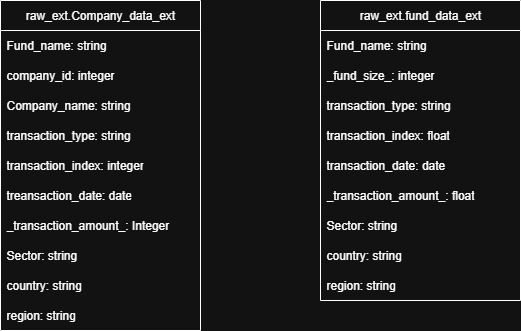 raw_ext.Company_data_ext
Fund_name: string
company_id: integer
Company_name: string
transaction_type: string
transaction_index: integer
treansaction_date: date
_transaction_amount_: Integer
Sector: string
country: string
region: string
raw_ext.fund_data_ext
Fund_name: string
_fund_size_: integer
transaction_type: string
transaction_index: float
transaction_date: date
_transaction_amount_: float
Sector: string
country: string
region: string